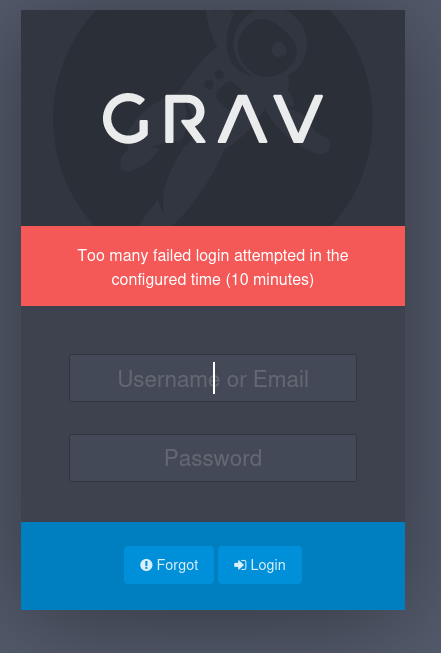 GRAV
Too many failed login attempted in the
configured time (10 minutes)
Username or Email
Password
Forgot
Login